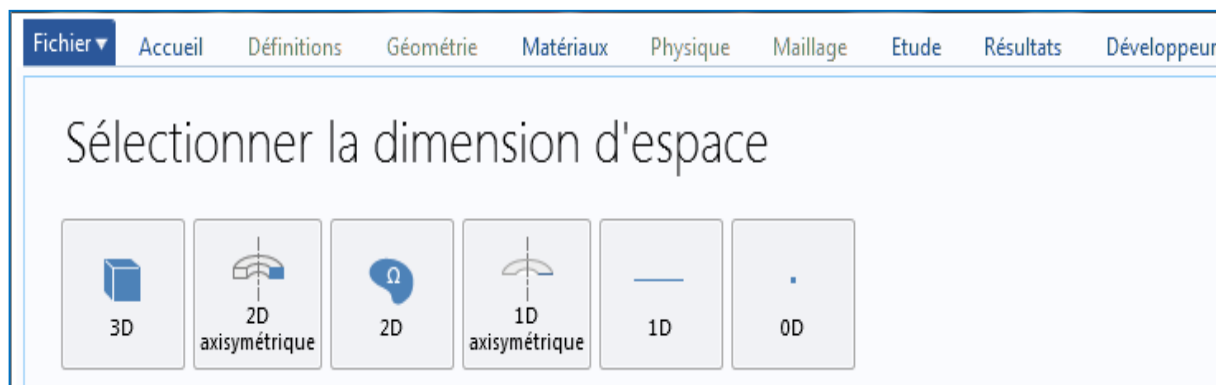 Fichier Accueil Définitions Géométrie Matériaux Physique Maillage Etude Résultats Développeur
Sélectionner la dimension d'espace
3D
2D axisymétrique
Ω
2D
1D axisymétrique
1D
0D